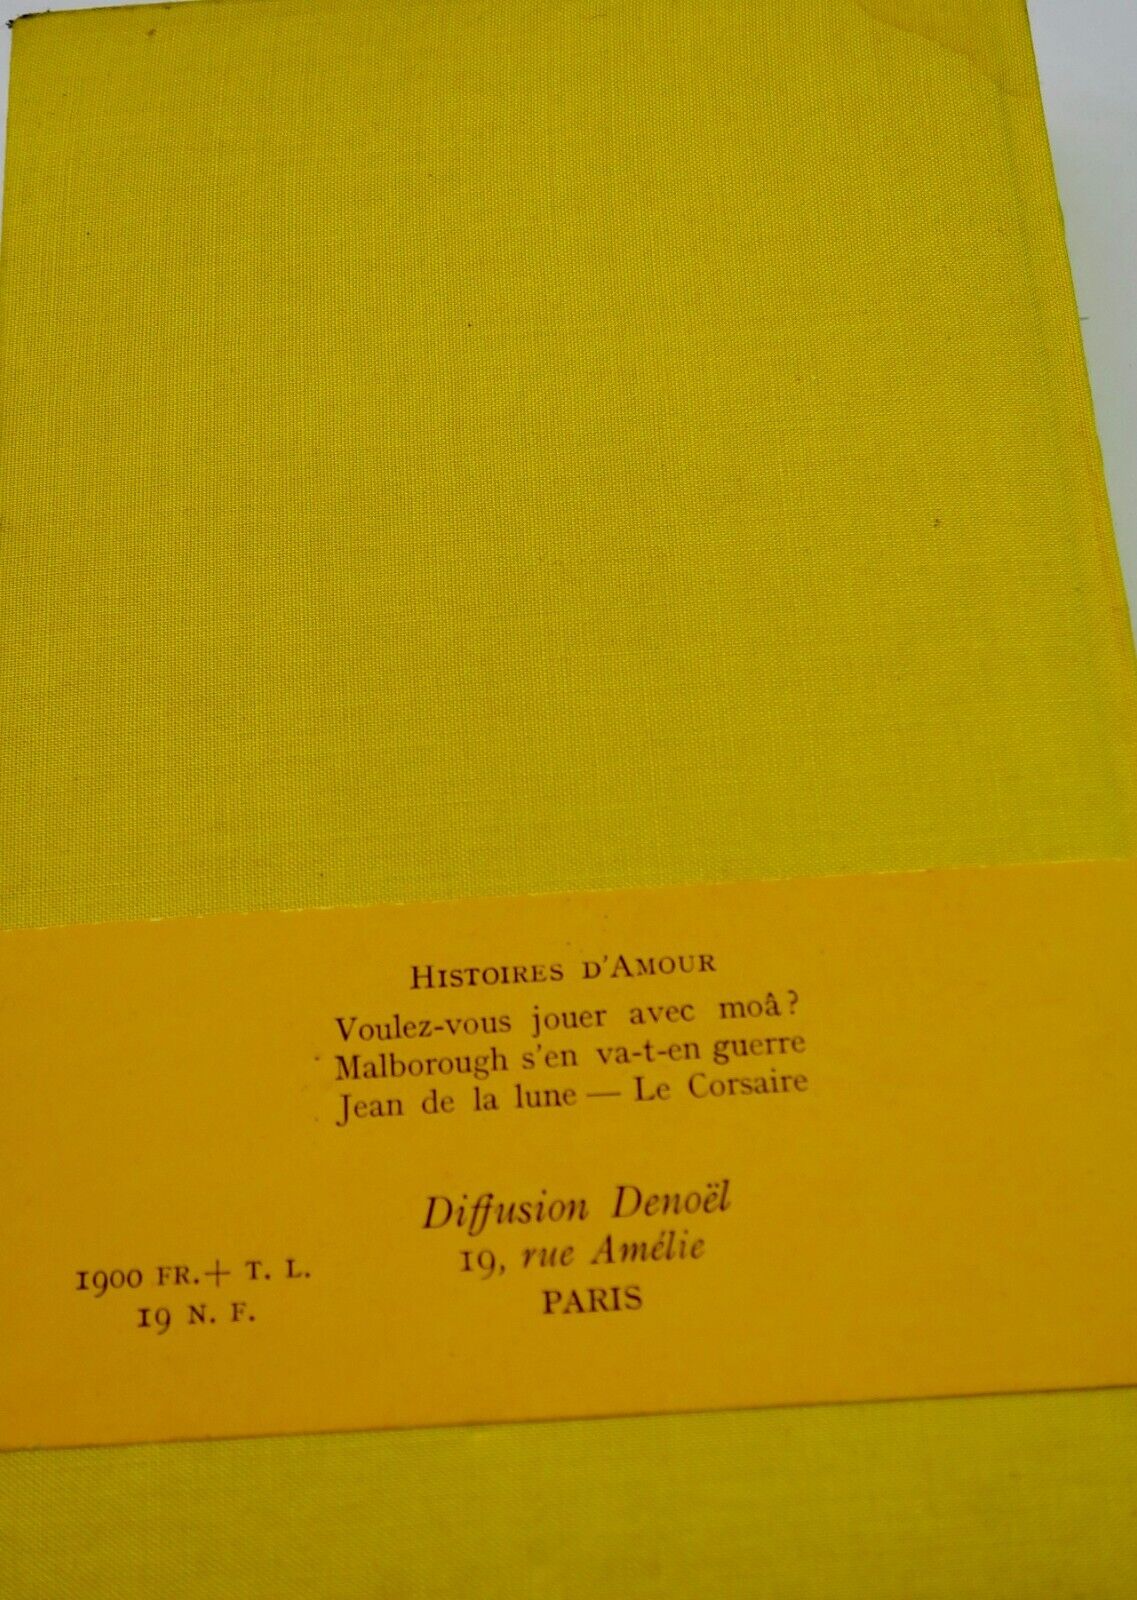 HISTOIRES D'AMOUR
Voulez-vous jouer avec moâ?
Malborough s'en va-t-en guerre
Jean de la lune — Le Corsaire
Diffusion Denoël
19, rue Amélie
PARIS
1900 FR.+ T. L.
19 N. F.